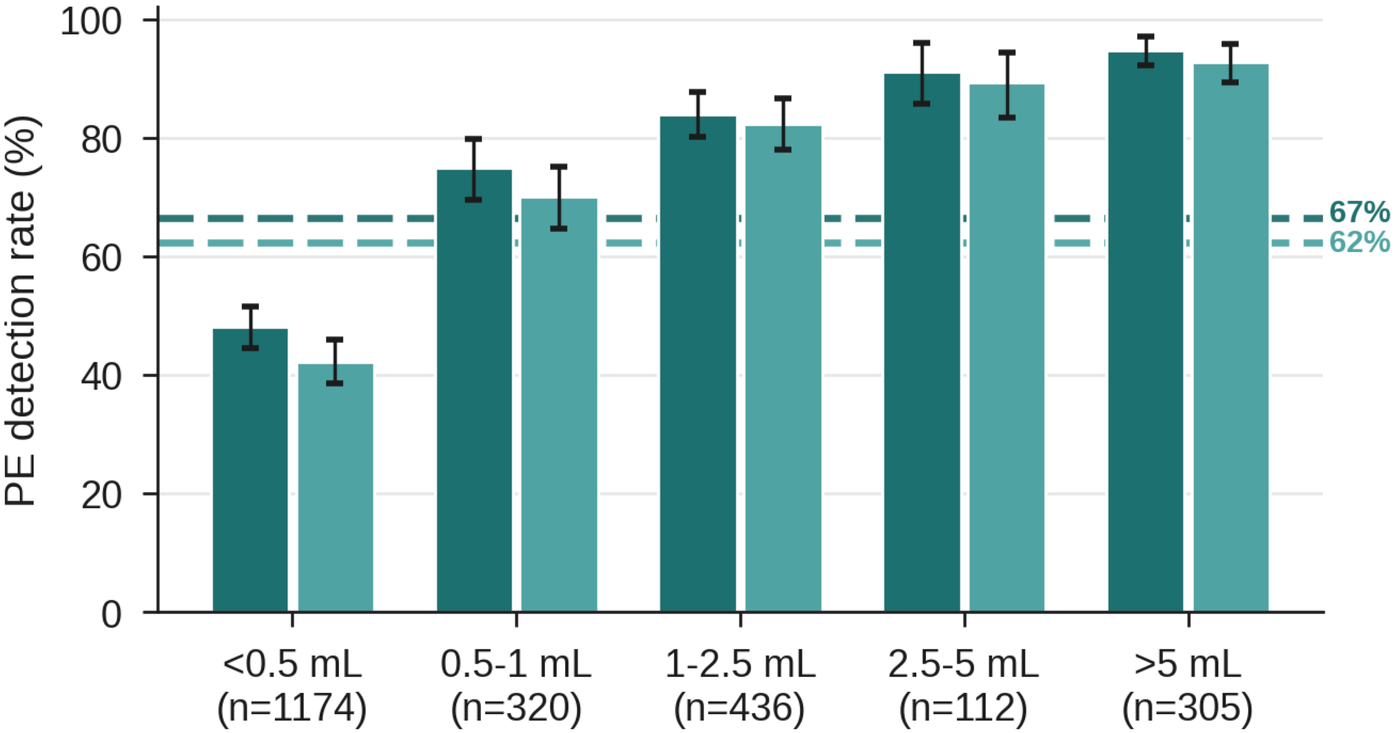 PE detection rate (%)
100
80
60
40
20
0
67%
62%
<0.5 mL
(n=1174)
0.5-1 mL
(n=320)
1-2.5 mL
(n=436)
2.5-5 mL
(n=112)
>5 mL
(n=305)